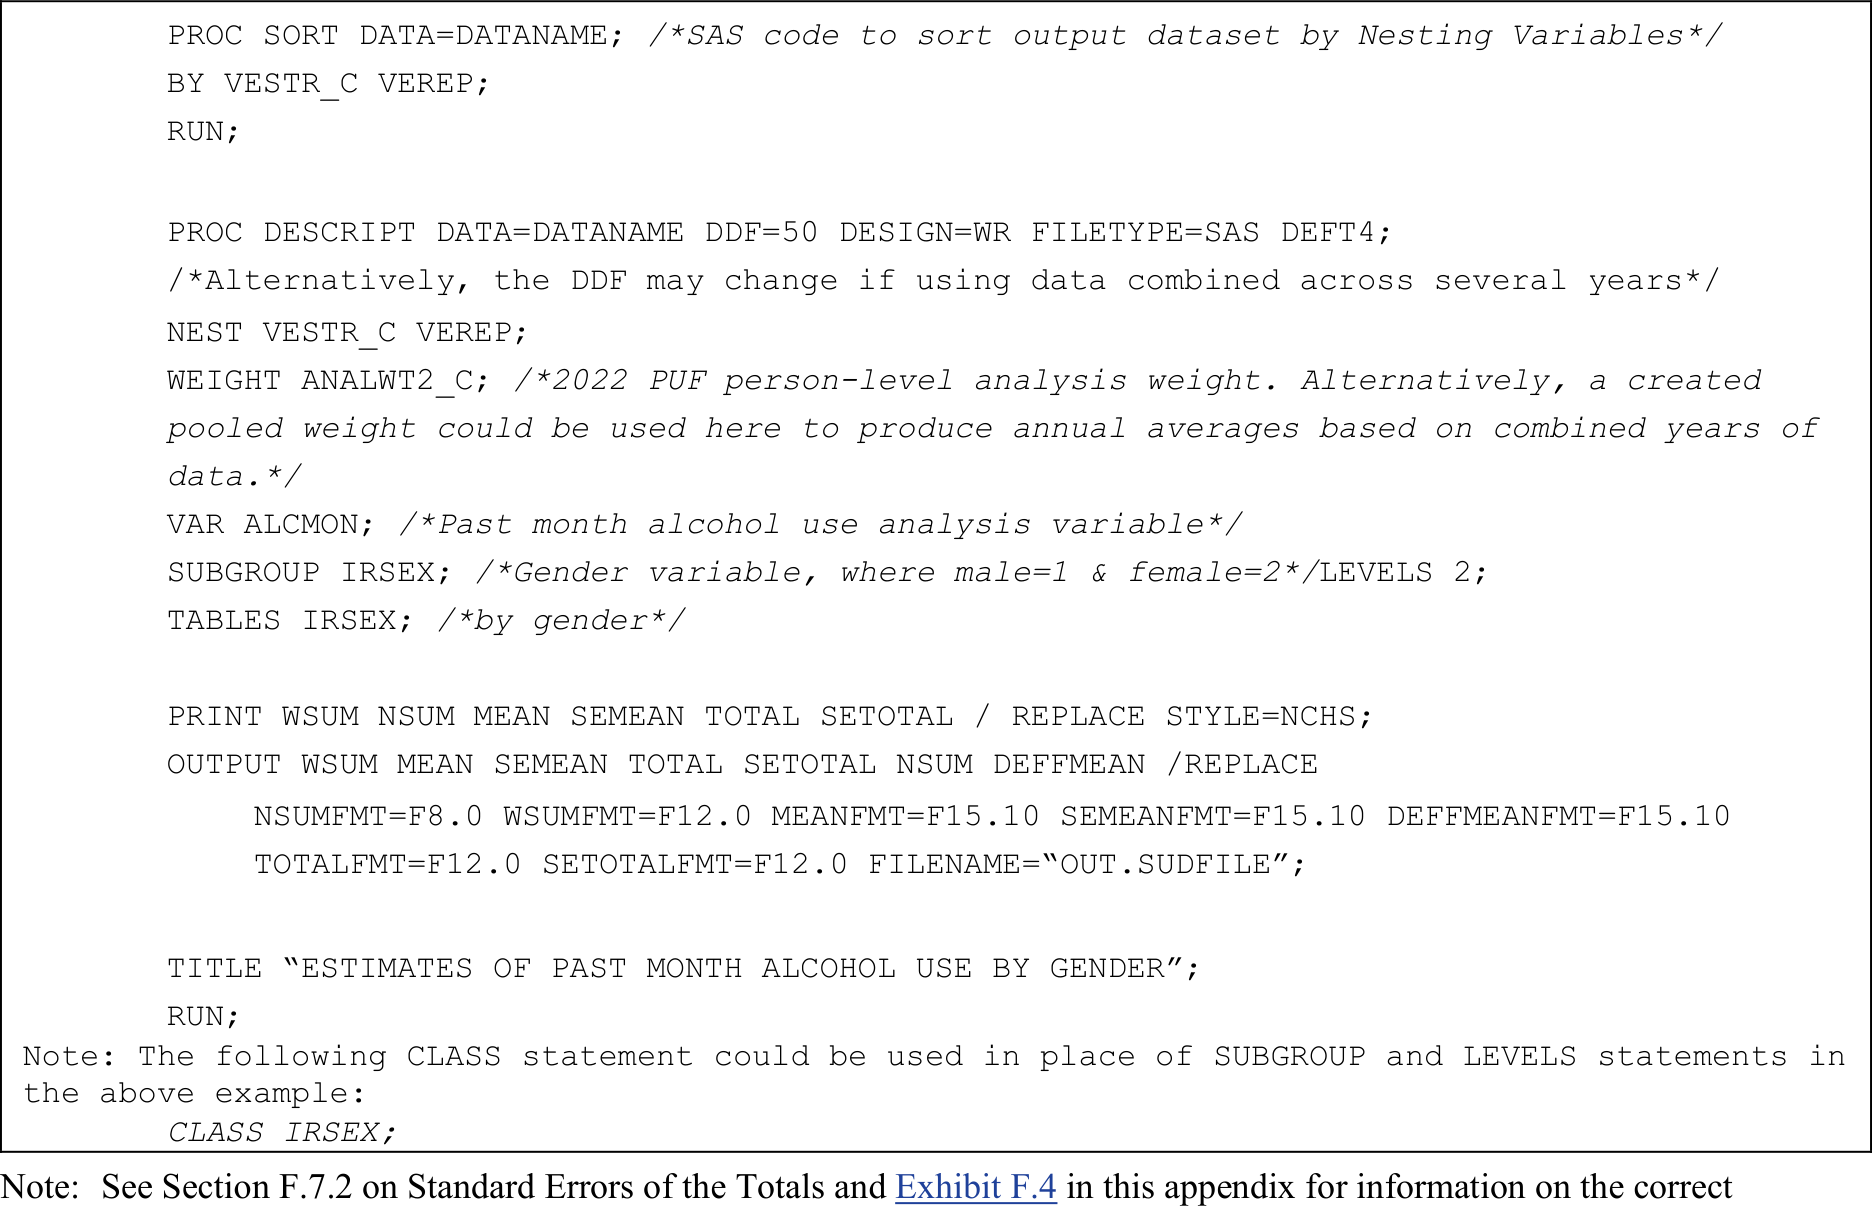 PROC SORT DATA=DATANAME; /*SAS code to sort output dataset by Nesting Variables*/
BY VESTR_C VEREP;
RUN;
PROC DESCRIPT DATA=DATANAME DDF=50 DESIGN=WR FILETYPE=SAS DEFT4;
/*Alternatively, the DDF may change if using data combined across several years*/
NEST VESTR_C VEREP;
WEIGHT ANALWT2_C; /*2022 PUF person-level analysis weight. Alternatively, a created
pooled weight could be used here to produce annual averages based on combined years of
data.*/
VAR ALCMON; /*Past month alcohol use analysis variable*/
SUBGROUP IRSEX; /*Gender variable, where male=1 & female=2*/LEVELS 2;
TABLES IRSEX; /*by gender*/
PRINT WSUM NSUM MEAN SEMEAN TOTAL SETOTAL / REPLACE STYLE=NCHS;
OUTPUT WSUM MEAN SEMEAN TOTAL SETOTAL NSUM DEFFMEAN /REPLACE
NSUMFMT=F8.0 WSUMFMT=F12.0 MEANFMT=F15.10 SEMEANFMT=F15.10 DEFFMEANFMT=F15.10
TOTALFMT=F12.0 SETOTALFMT=F12.0 FILENAME=“OUT.SUDFILE”;
TITLE “ESTIMATES OF PAST MONTH ALCOHOL USE BY GENDER”;
RUN;
Note: The following CLASS statement could be used in place of SUBGROUP and LEVELS statements in
the above example:
CLASS IRSEX;
Note: See Section F.7.2 on Standard Errors of the Totals and Exhibit F.4 in this appendix for information on the correct